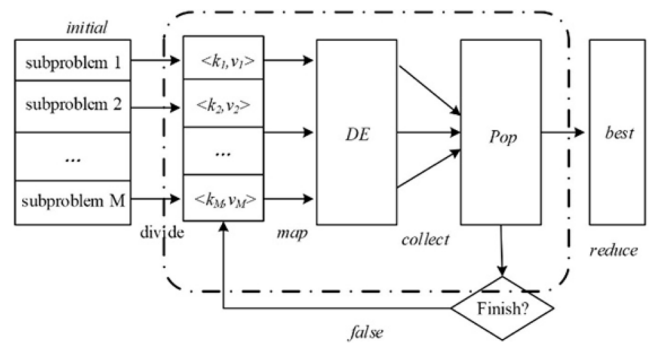 initial
subproblem 1
subproblem 2
...
subproblem M
divide
<k1,v1>
<k2,v2>
...
<kM,vM>
map
DE
collect
Pop
best
reduce
Finish?
false